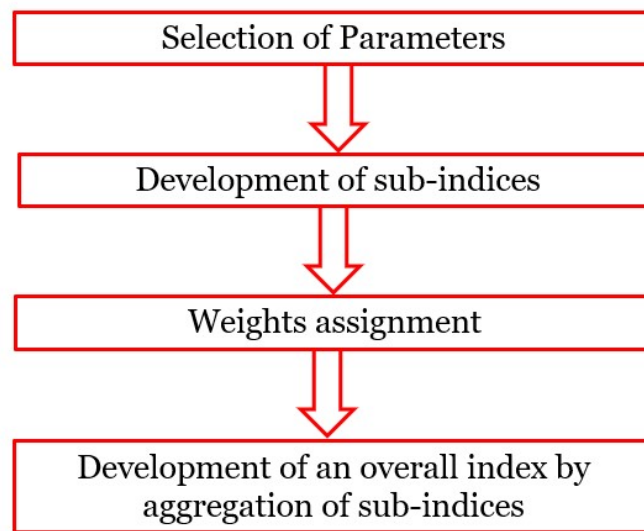 Selection of Parameters
Development of sub-indices
Weights assignment
Development of an overall index by
aggregation of sub-indices